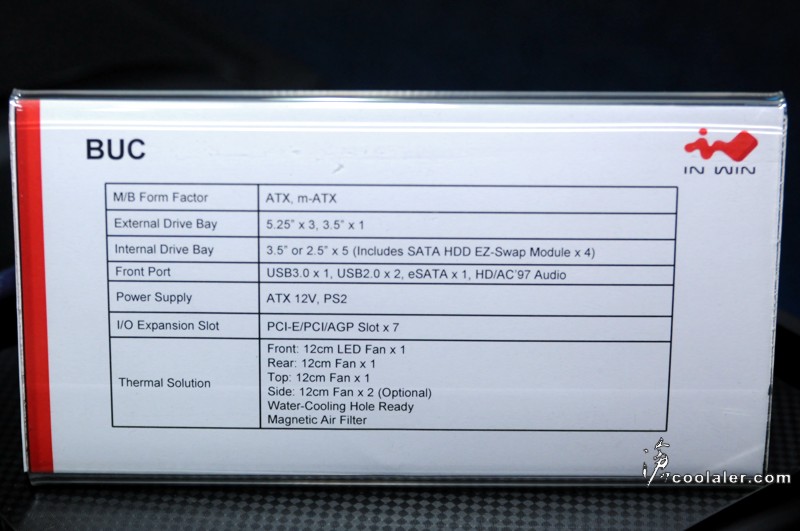 BUC
IN WIN
M/B Form Factor ATX, m-ATX
External Drive Bay 5.25" x 3, 3.5" x 1
Internal Drive Bay 3.5" or 2.5" x 5 (Includes SATA HDD EZ-Swap Module x 4)
Front Port USB3.0 x 1, USB2.0 x 2, eSATA x 1, HD/AC'97 Audio
Power Supply ATX 12V, PS2
I/O Expansion Slot PCI-E/PCI/AGP Slot x 7
Thermal Solution
Front: 12cm LED Fan x 1
Rear: 12cm Fan x 1
Top: 12cm Fan x 1
Side: 12cm Fan x 2 (Optional)
Water-Cooling Hole Ready
Magnetic Air Filter
coolaler.com